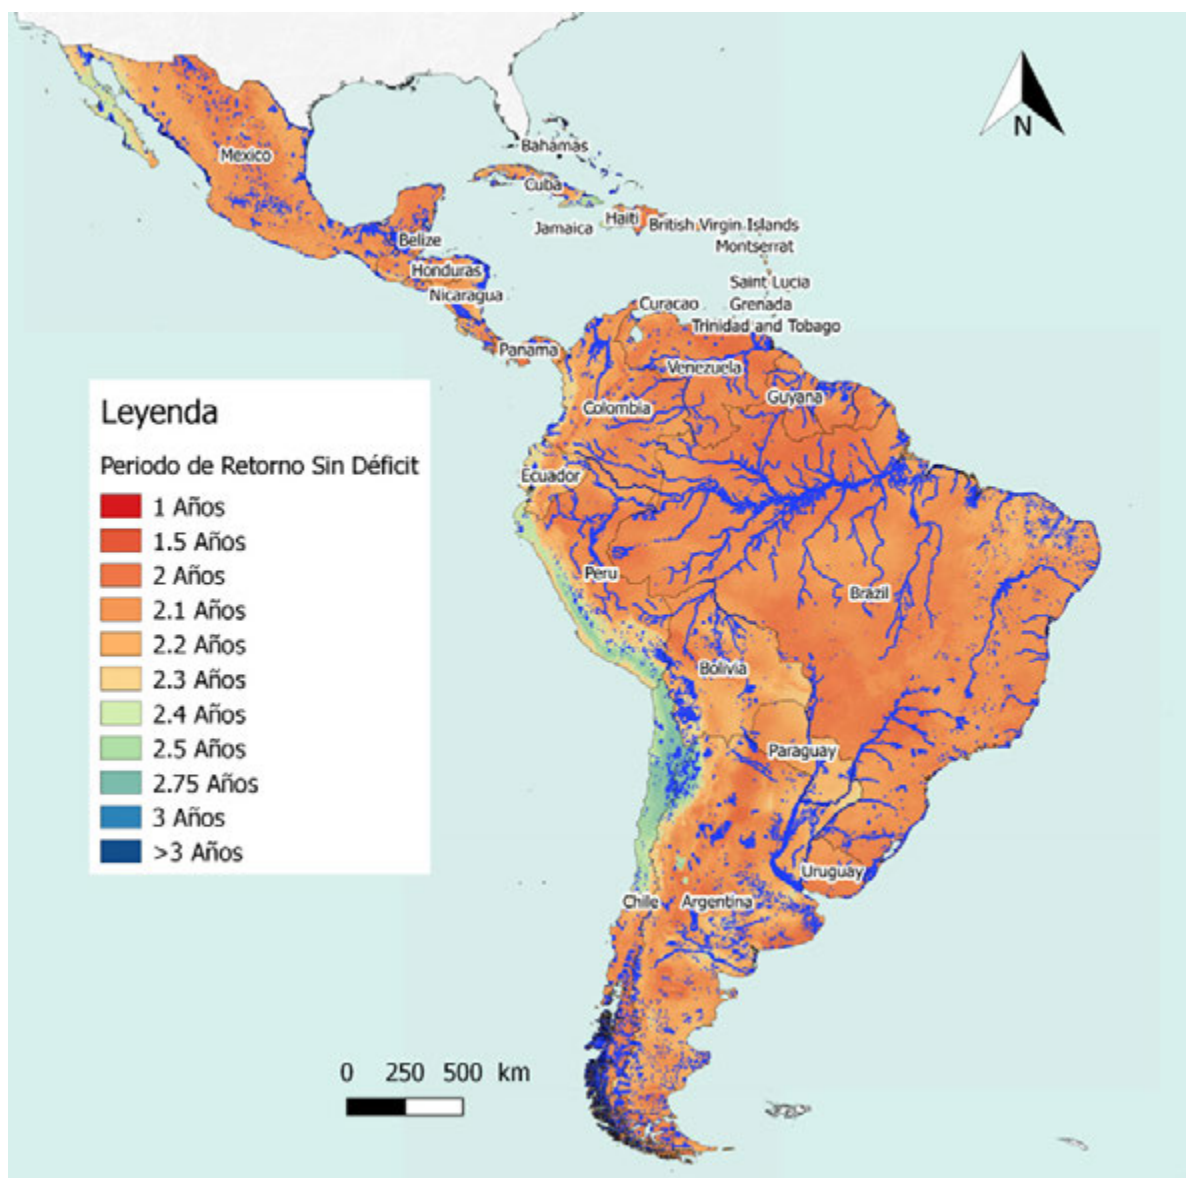 N
Bahamas
Mexico
Cuba
Haiti
British Virgin Islands
Jamaica
Belize
Montserrat
Honduras
Saint Lucia
Nicaragua
Curacao
Grenada
Trinidad and Tobago
Panama
Venezuela
Guyana
Colombia
Ecuador
Peru
Brazil
Bolivia
Paraguay
Uruguay
Chile
Argentina
Leyenda
Periodo de Retorno Sin Déficit
1 Años
1.5 Años
2 Años
2.1 Años
2.2 Años
2.3 Años
2.4 Años
2.5 Años
2.75 Años
3 Años
>3 Años
0 250 500 km